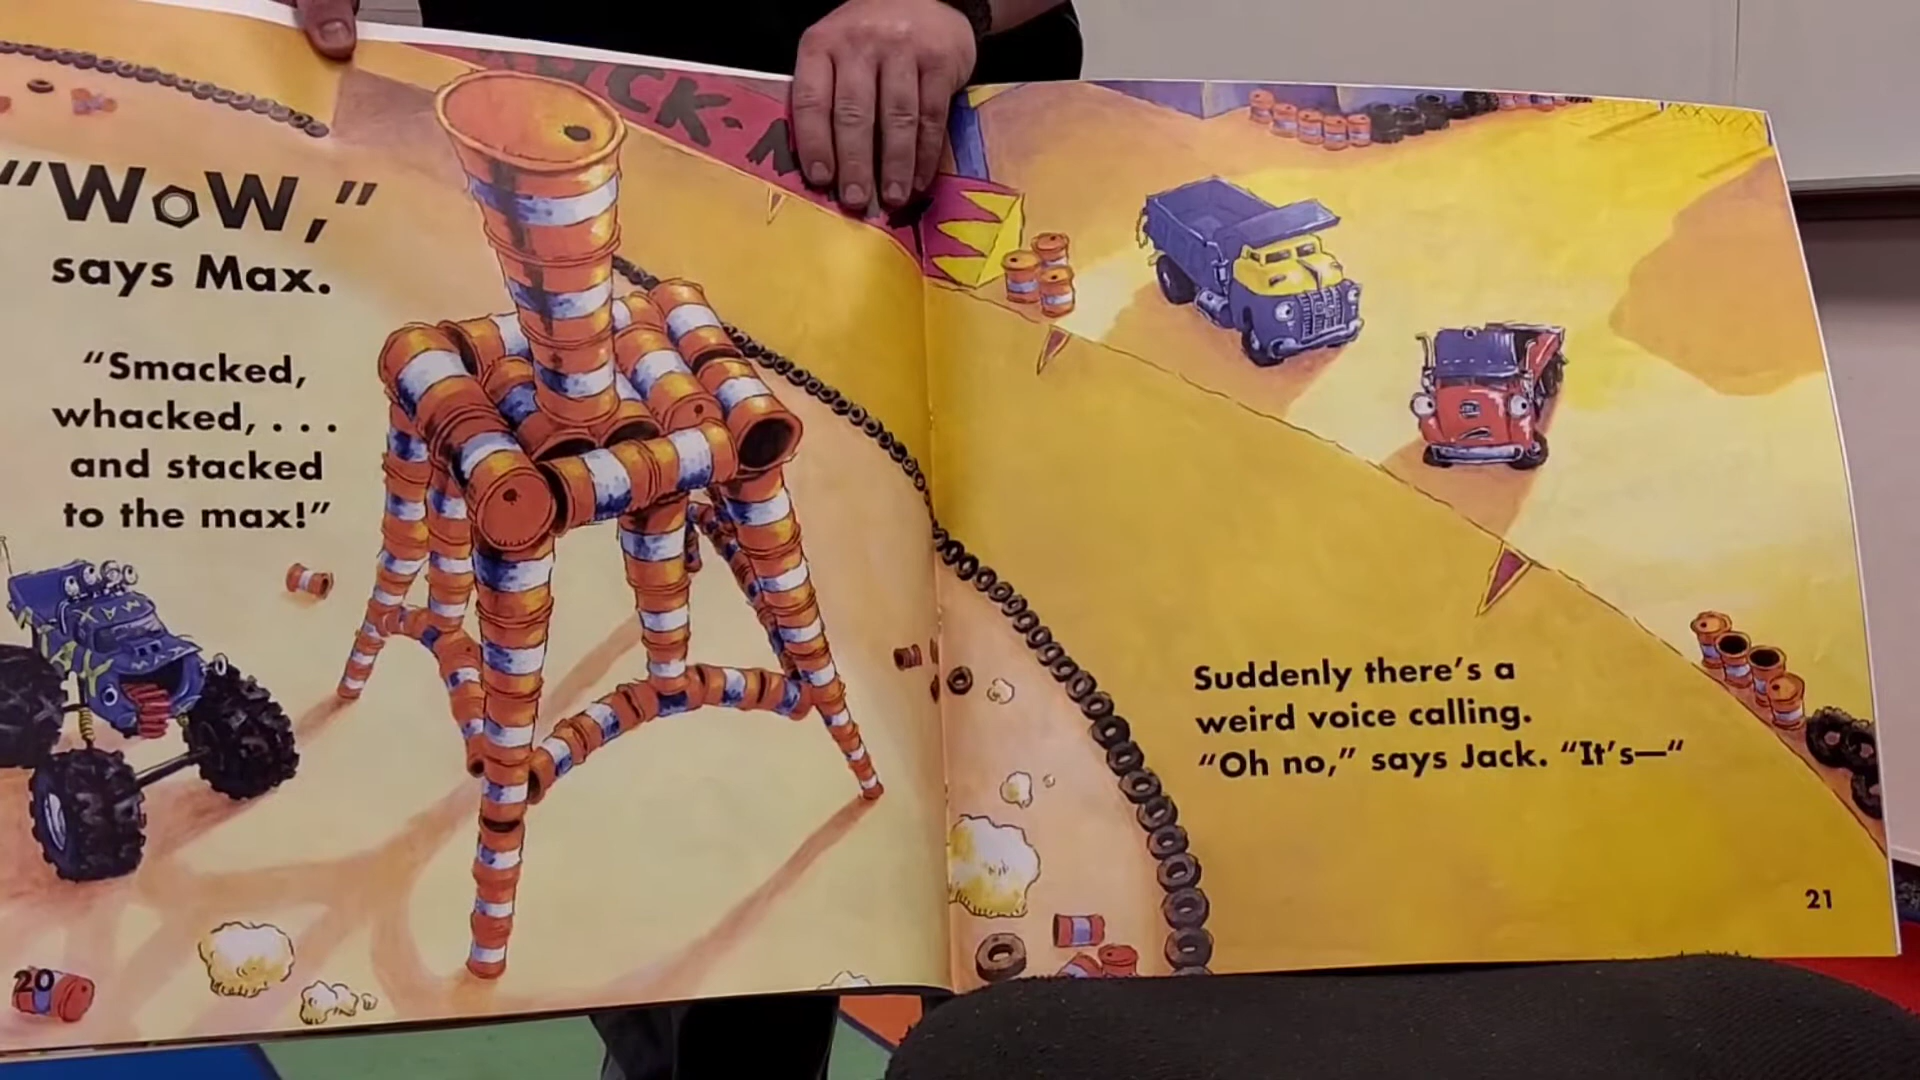 “WoW,”
says Max.
“Smacked,
whacked, . . .
and stacked
to the max!”
MAX
20
Suddenly there’s a
weird voice calling.
“Oh no,” says Jack. “It’s—“
21